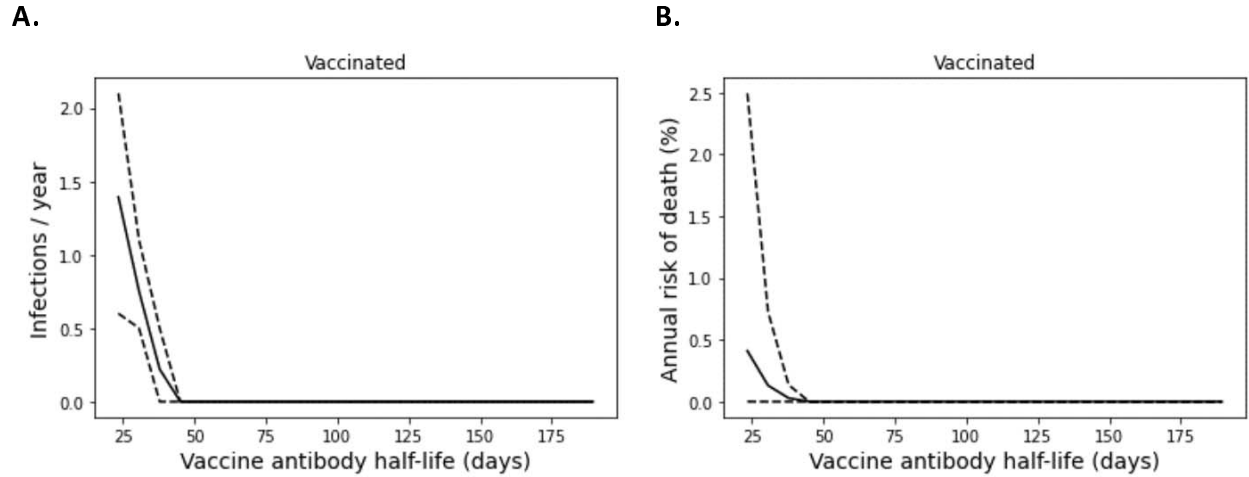 A.
Vaccinated
2.0
1.5
1.0
0.5
0.0
Infections / year
25 50 75 100 125 150 175
Vaccine antibody half-life (days)
B.
Vaccinated
2.5
2.0
1.5
1.0
0.5
0.0
Annual risk of death (%)
25 50 75 100 125 150 175
Vaccine antibody half-life (days)